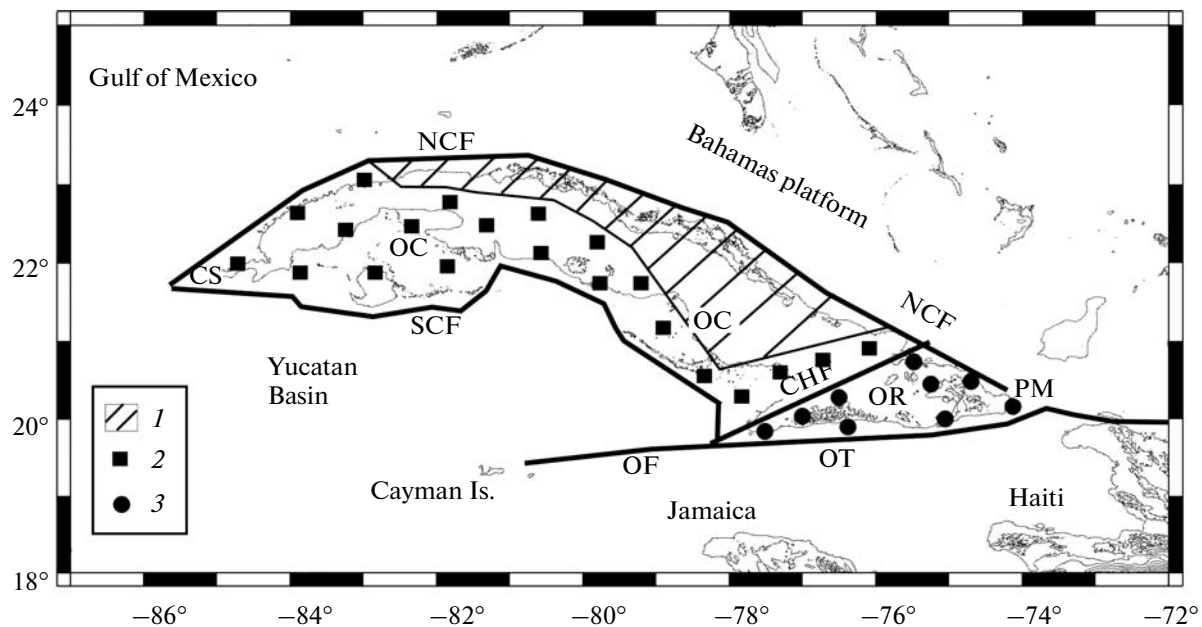 Gulf of Mexico
24°
NCF
Bahamas platform
22°
CS
OC
OC
NCF
SCF
Yucatan
Basin
CHF
OR
PM
1
2
3
20°
OF
OT
Cayman Is.
Jamaica
Haiti
18°
−86°
−84°
−82°
−80°
−78°
−76°
−74°
−72°